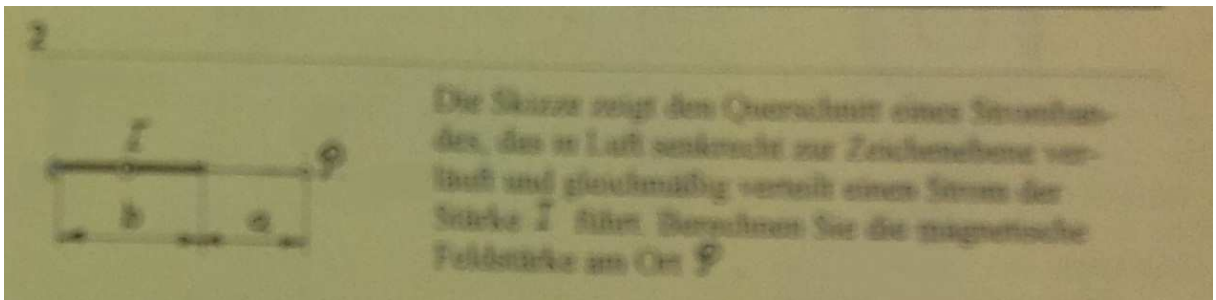 2
I
P
b
a
Die Skizze zeigt den Querschnitt eines Stromban-
des, das in Luft senkrecht zur Zeichenebene ver-
läuft und gleichmäßig verteilt einen Strom der
Stärke I führt. Berechnen Sie die magnetische
Feldstärke am Ort P